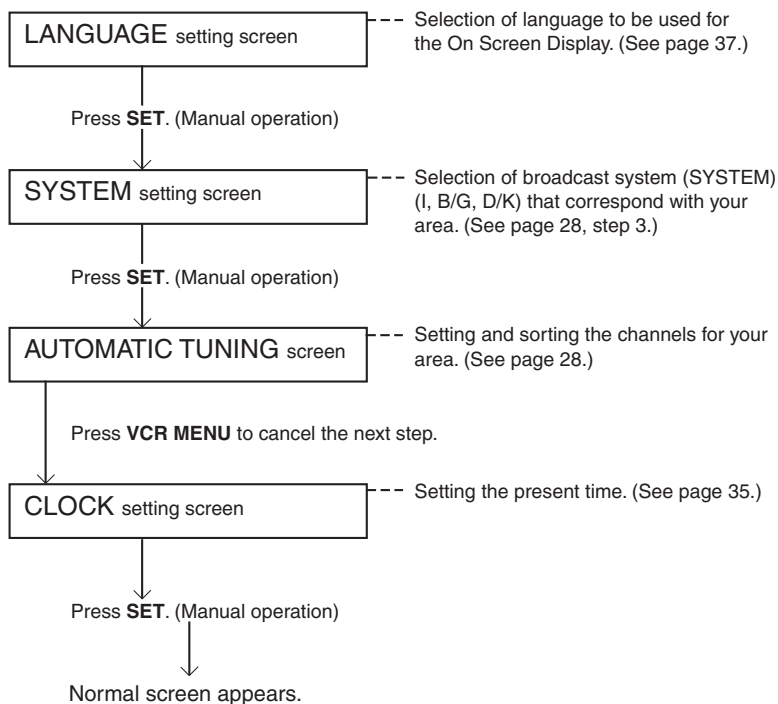 LANGUAGE setting screen
Selection of language to be used for
the On Screen Display. (See page 37.)
Press SET. (Manual operation)
SYSTEM setting screen
Selection of broadcast system (SYSTEM)
(I, B/G, D/K) that correspond with your
area. (See page 28, step 3.)
Press SET. (Manual operation)
AUTOMATIC TUNING screen
Setting and sorting the channels for your
area. (See page 28.)
Press VCR MENU to cancel the next step.
CLOCK setting screen
Setting the present time. (See page 35.)
Press SET. (Manual operation)
Normal screen appears.